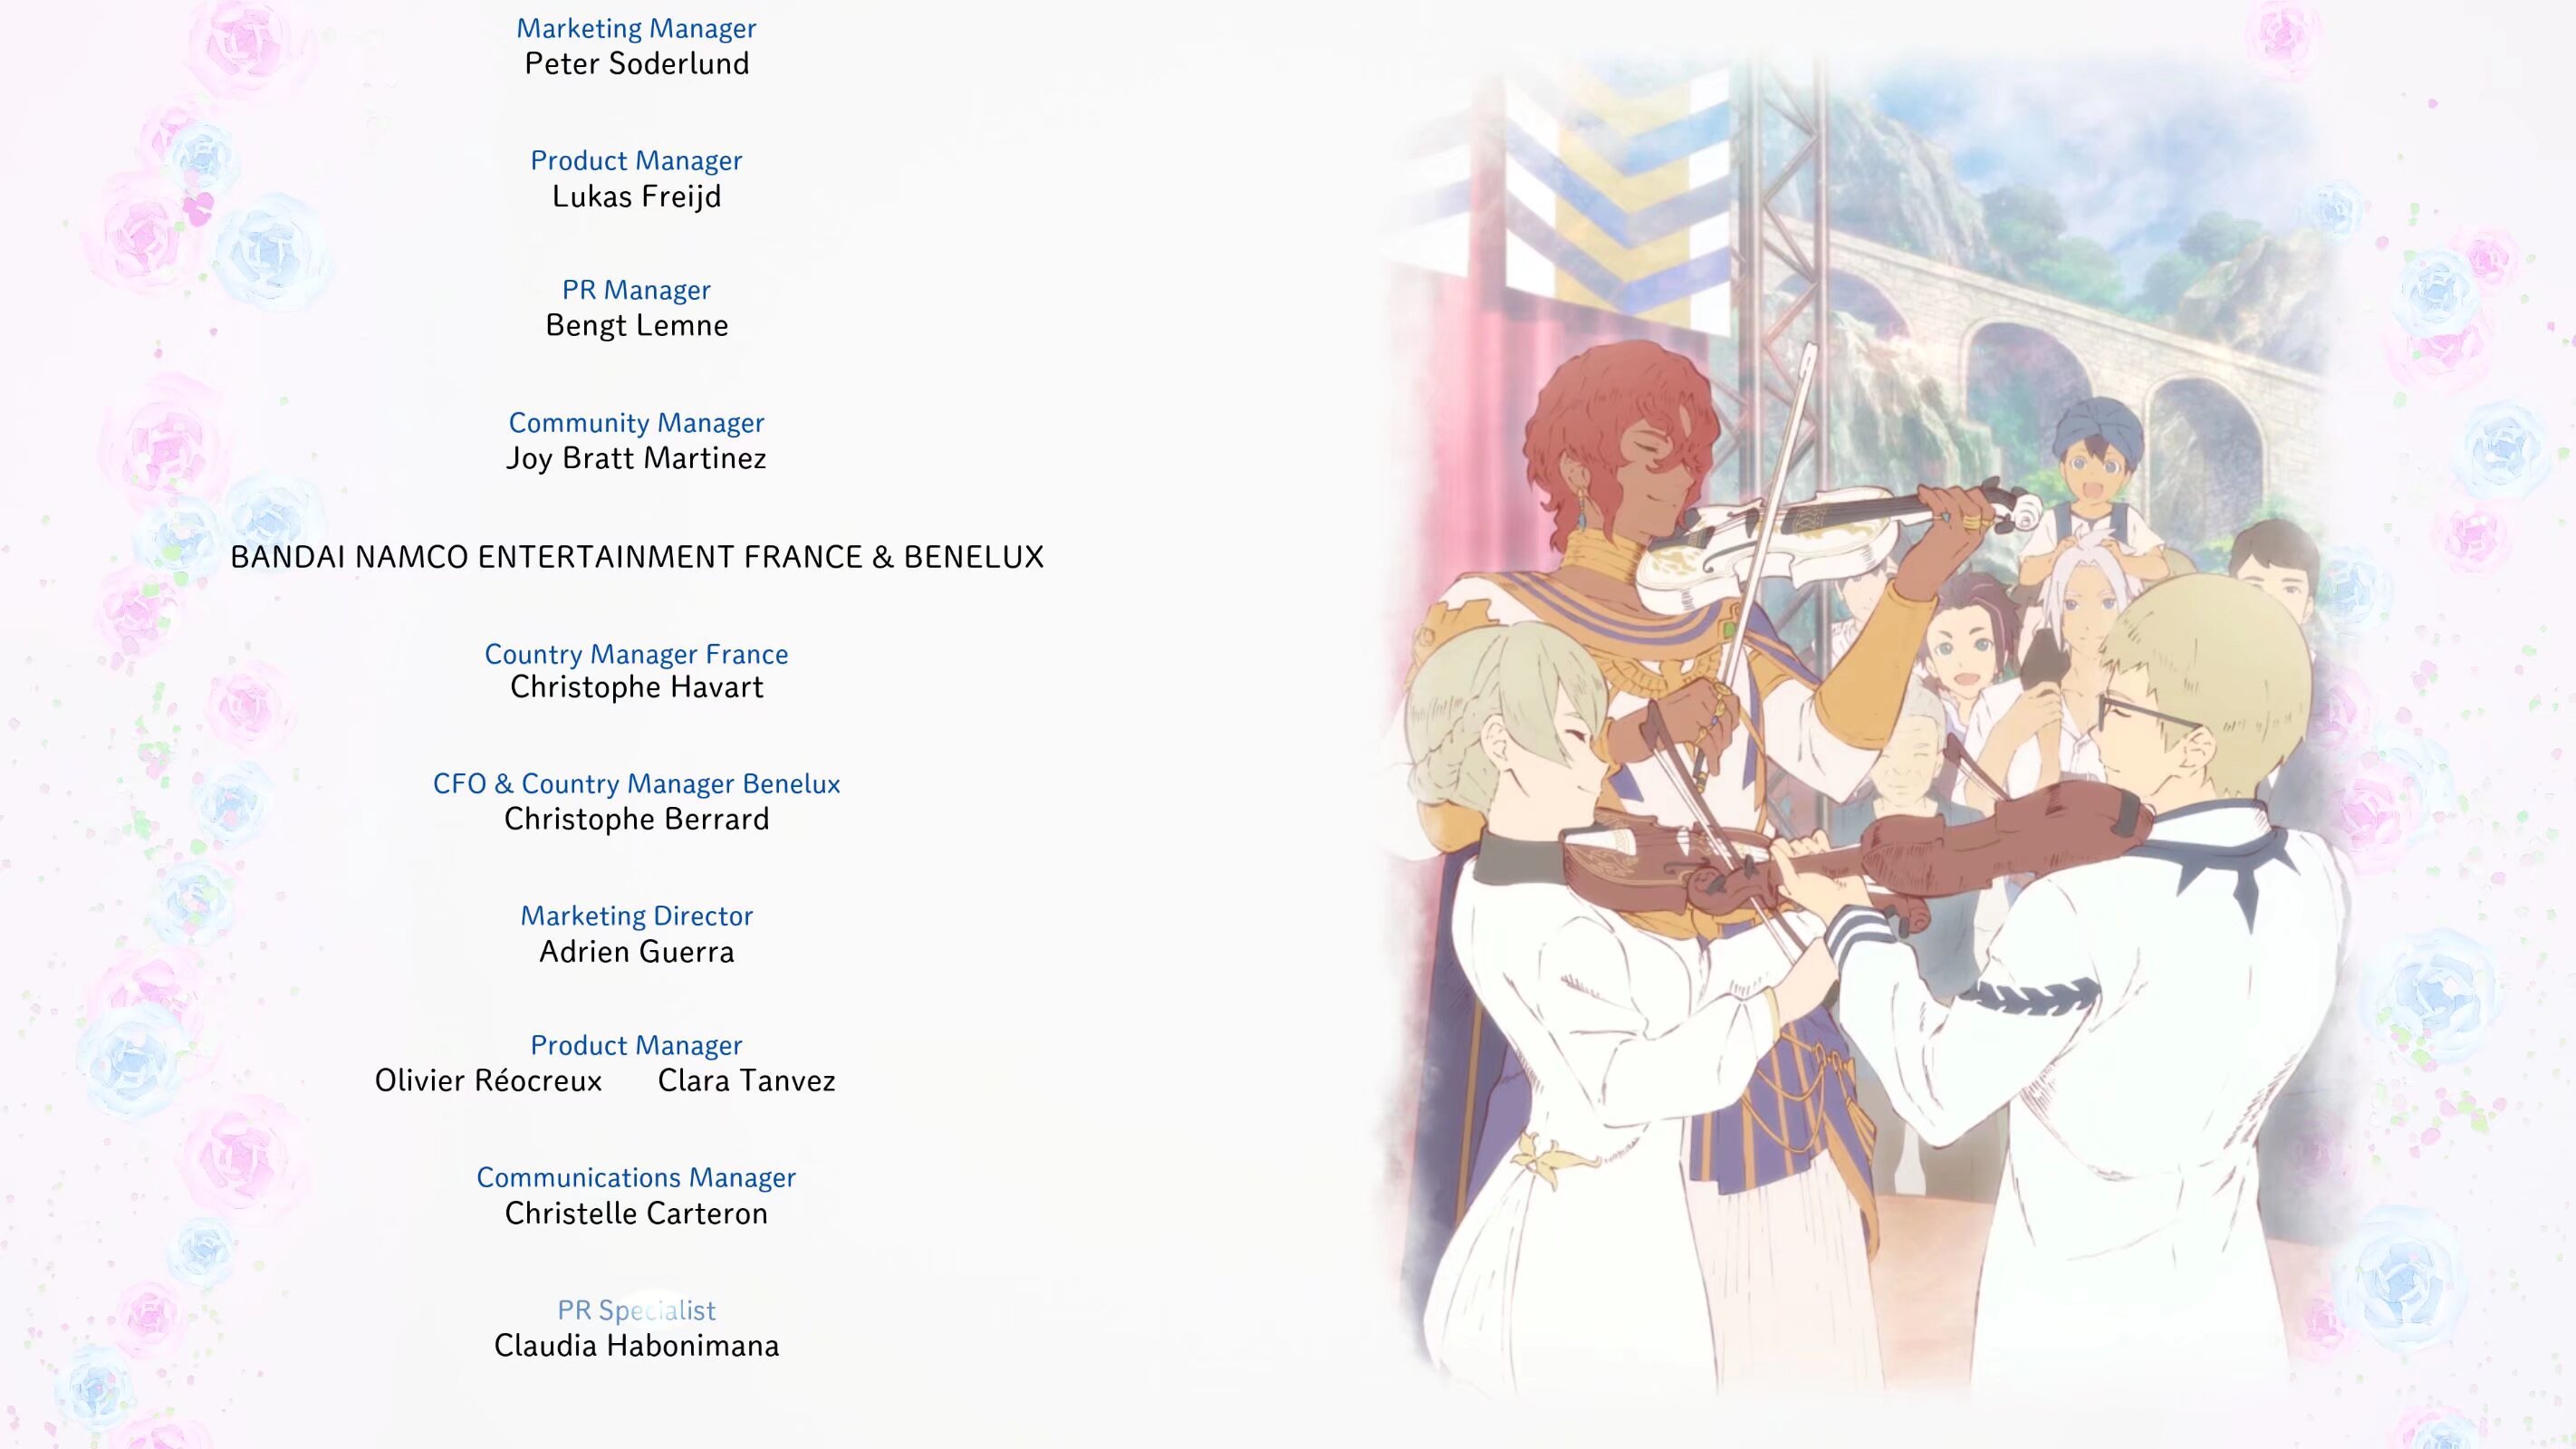 Marketing Manager
Peter Soderlund
Product Manager
Lukas Freijd
PR Manager
Bengt Lemne
Community Manager
Joy Bratt Martinez
BANDAI NAMCO ENTERTAINMENT FRANCE & BENELUX
Country Manager France
Christophe Havart
CFO & Country Manager Benelux
Christophe Berrard
Marketing Director
Adrien Guerra
Product Manager
Olivier Réocreux Clara Tanvez
Communications Manager
Christelle Carteron
PR Specialist
Claudia Habonimana